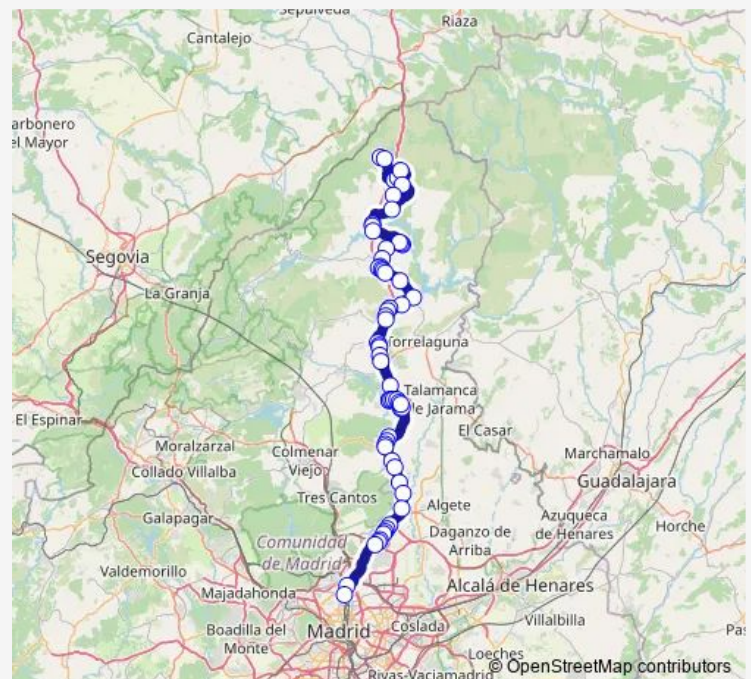 Sepúlveda
Riaza
Cantalejo
arbonero
el Mayor
Segovia
La Granja
Torrelaguna
Talamanca
de Jarama
El Espinar
El Casar
Moralzarzal
Colmenar
Viejo
Marchamalo
Collado Villalba
Guadalajara
Tres Cantos
Algete
Azuqueca
de Henares
Galapagar
Horche
Daganzo de
Arriba
Comunidad
de Madrid
Valdemorillo
Majadahonda
Alcalá de Henares
Boadilla del
Monte
Madrid
Coslada
Villalbilla
Pas
Loeches
Rivas-Vaciamadrid
© OpenStreetMap contributors